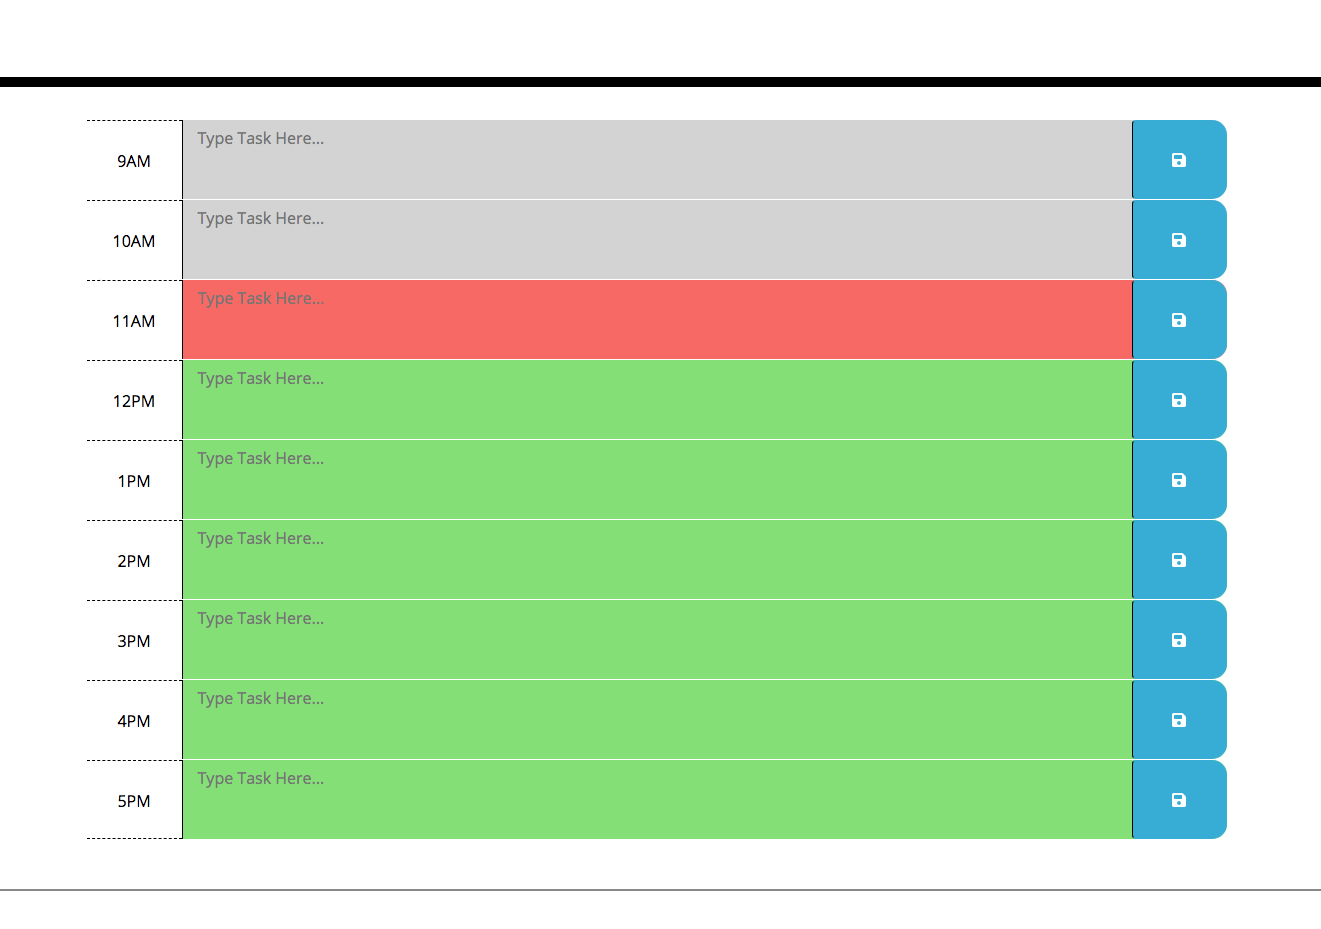 9AM Type Task Here...
10AM Type Task Here...
11AM Type Task Here...
12PM Type Task Here...
1PM Type Task Here...
2PM Type Task Here...
3PM Type Task Here...
4PM Type Task Here...
5PM Type Task Here...